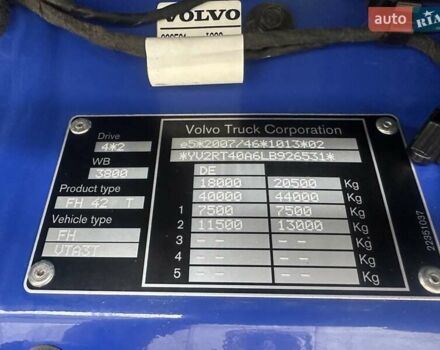 auto RIA
VOLVO
Volvo Truck Corporation
Drive
4*2
WB
3800
Product type
FH 42 T
Vehicle type
FH
VTA3T
e5*2007/46*1013*02
*YV2RT40A6LB926531*
DE
18000 20500 Kg
40000 44000 Kg
1 7500 7500 Kg
2 11500 13000 Kg
3 -- -- Kg
4 -- -- Kg
5 -- -- Kg
22351037